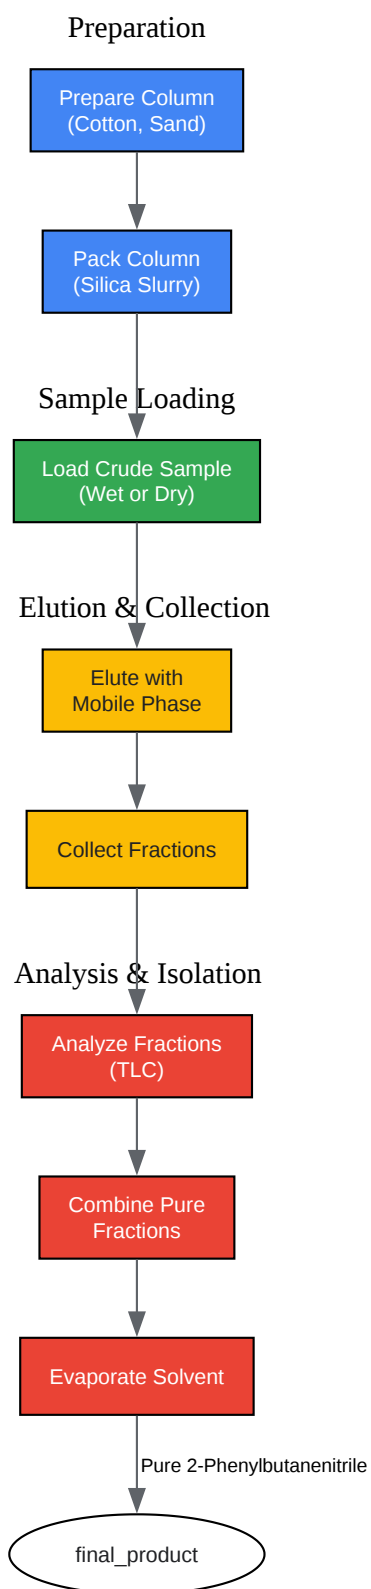 Preparation
Prepare Column
(Cotton, Sand)
Pack Column
(Silica Slurry)
Sample Loading
Load Crude Sample
(Wet or Dry)
Elution & Collection
Elute with
Mobile Phase
Collect Fractions
Analysis & Isolation
Analyze Fractions
(TLC)
Combine Pure
Fractions
Evaporate Solvent
Pure 2-Phenylbutanenitrile
final_product